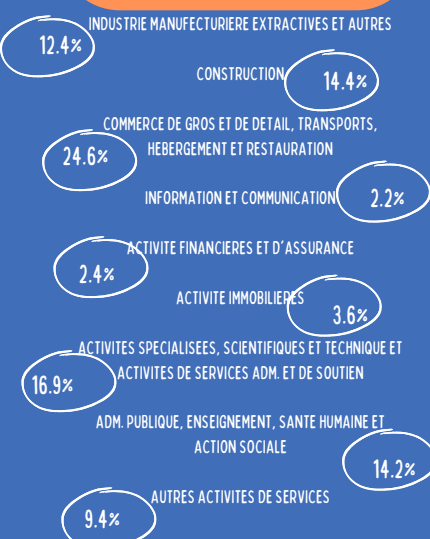 INDUSTRIE MANUFECTURIERE EXTRACTIVES ET AUTRES
12.4%
CONSTRUCTION
14.4%
COMMERCE DE GROS ET DE DETAIL, TRANSPORTS,
HEBERGEMENT ET RESTAURATION
24.6%
INFORMATION ET COMMUNICATION
2.2%
ACTIVITE FINANCIERES ET D'ASSURANCE
2.4%
ACTIVITE IMMOBILIERES
3.6%
ACTIVITES SPECIALISEES, SCIENTIFIQUES ET TECHNIQUE ET
ACTIVITES DE SERVICES ADM. ET DE SOUTIEN
16.9%
ADM. PUBLIQUE, ENSEIGNEMENT, SANTE HUMAINE ET
ACTION SOCIALE
14.2%
AUTRES ACTIVITES DE SERVICES
9.4%